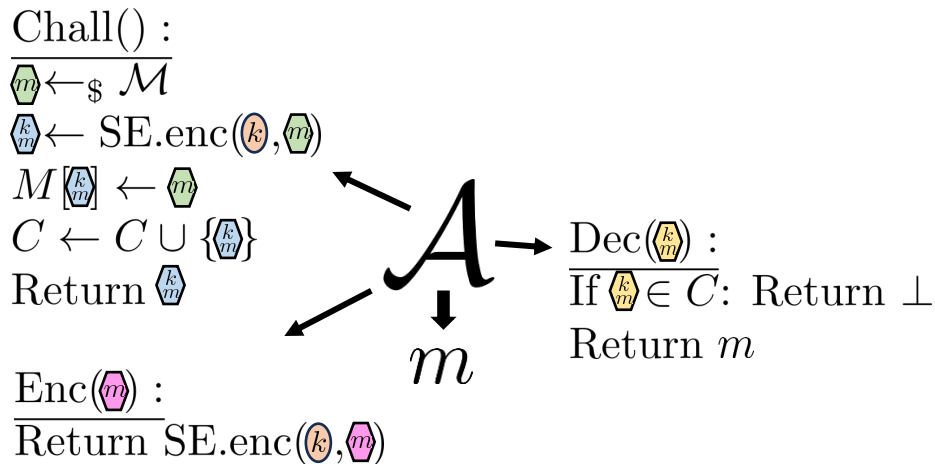 Chall() :
m ←$ ℳ
k m ← SE.enc(k,m)
M[k m] ← m
C ← C ∪ {k m}
Return k m
𝒜
m
Dec(k m) :
If k m ∈ C: Return ⊥
Return m
Enc(m) :
Return SE.enc(k,m)